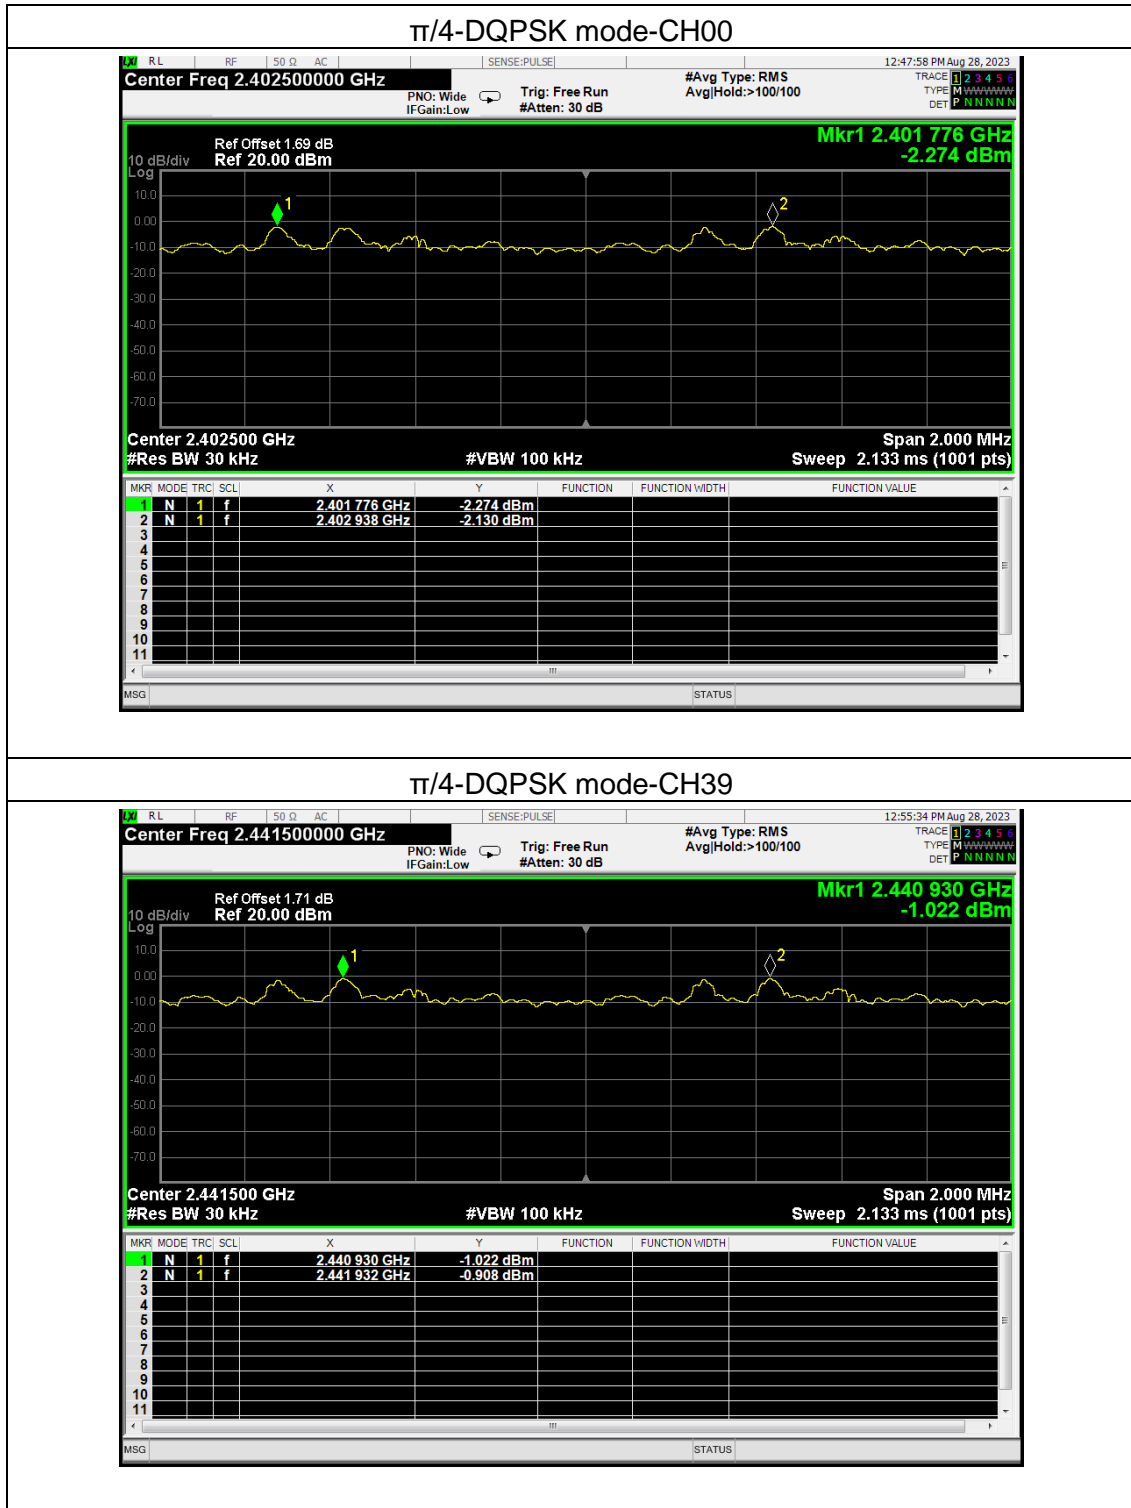 π/4-DQPSK mode-CH00
LXI RL RF 50 Ω AC SENSE:PULSE 12:47:58 PM Aug 28, 2023
Center Freq 2.402500000 GHz #Avg Type: RMS TRACE 1 2 3 4 5 6
PNO: Wide Trig: Free Run Avg|Hold:>100/100 TYPE M WWWWW
IFGain:Low #Atten: 30 dB DET P N N N N N
Mkr1 2.401 776 GHz
Ref Offset 1.69 dB
10 dB/div Ref 20.00 dBm -2.274 dBm
Log
10.0
1 2
0.00
-10.0
-20.0
-30.0
-40.0
-50.0
-60.0
-70.0
Center 2.402500 GHz Span 2.000 MHz
#Res BW 30 kHz #VBW 100 kHz Sweep 2.133 ms (1001 pts)
MKR MODE TRC SCL X Y FUNCTION FUNCTION WIDTH FUNCTION VALUE
1 N 1 f 2.401 776 GHz -2.274 dBm
2 N 1 f 2.402 938 GHz -2.130 dBm
3
4
5
6
7
8
9
10
11
MSG STATUS
π/4-DQPSK mode-CH39
LXI RL RF 50 Ω AC SENSE:PULSE 12:55:34 PM Aug 28, 2023
Center Freq 2.441500000 GHz #Avg Type: RMS TRACE 1 2 3 4 5 6
PNO: Wide Trig: Free Run Avg|Hold:>100/100 TYPE M WWWWW
IFGain:Low #Atten: 30 dB DET P N N N N N
Mkr1 2.440 930 GHz
Ref Offset 1.71 dB
10 dB/div Ref 20.00 dBm -1.022 dBm
Log
10.0
1 2
0.00
-10.0
-20.0
-30.0
-40.0
-50.0
-60.0
-70.0
Center 2.441500 GHz Span 2.000 MHz
#Res BW 30 kHz #VBW 100 kHz Sweep 2.133 ms (1001 pts)
MKR MODE TRC SCL X Y FUNCTION FUNCTION WIDTH FUNCTION VALUE
1 N 1 f 2.440 930 GHz -1.022 dBm
2 N 1 f 2.441 932 GHz -0.908 dBm
3
4
5
6
7
8
9
10
11
MSG STATUS